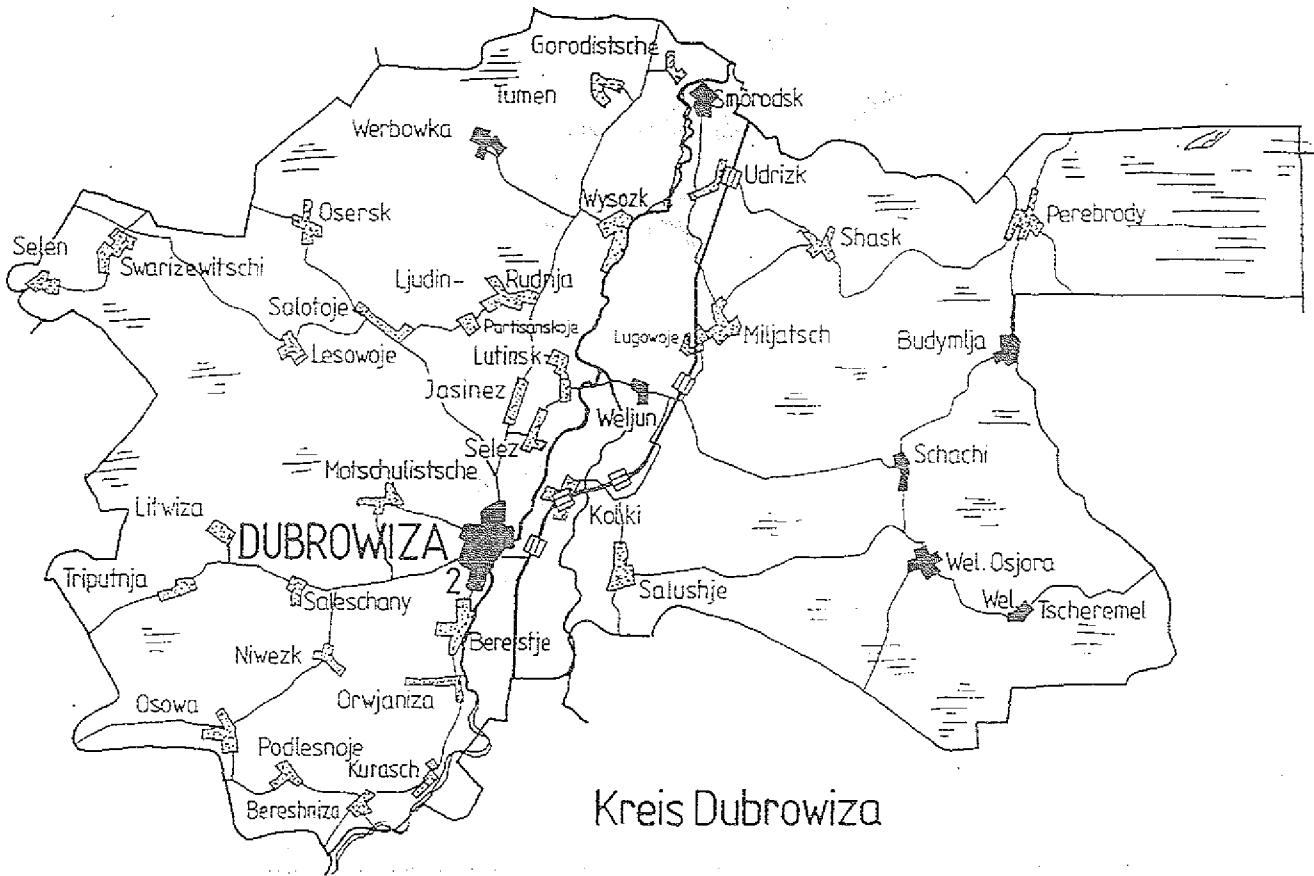 Gorodistsche
Tumen
Smorodsk
Werbowka
Udrizk
Wysozk
Osersk
Perebrody
Selen
Swarizewitschi
Shask
Ljudin-
Rudnja
Solotoje
Partisanskoje
Lugowoje
Miljatsch
Budymlja
Lesowoje
Lutinsk
Jasinez
Weljun
Selez
Schachi
Motschulistsche
Litwiza
DUBROWIZA
Kolki
2
Wel. Osjora
Triputnja
Saleschany
Salushje
Wel.
Tscheremel
Berestje
Niwezk
Orwjaniza
Osowa
Podlesnoje
Kurasch
Bereshniza
Kreis Dubrowiza